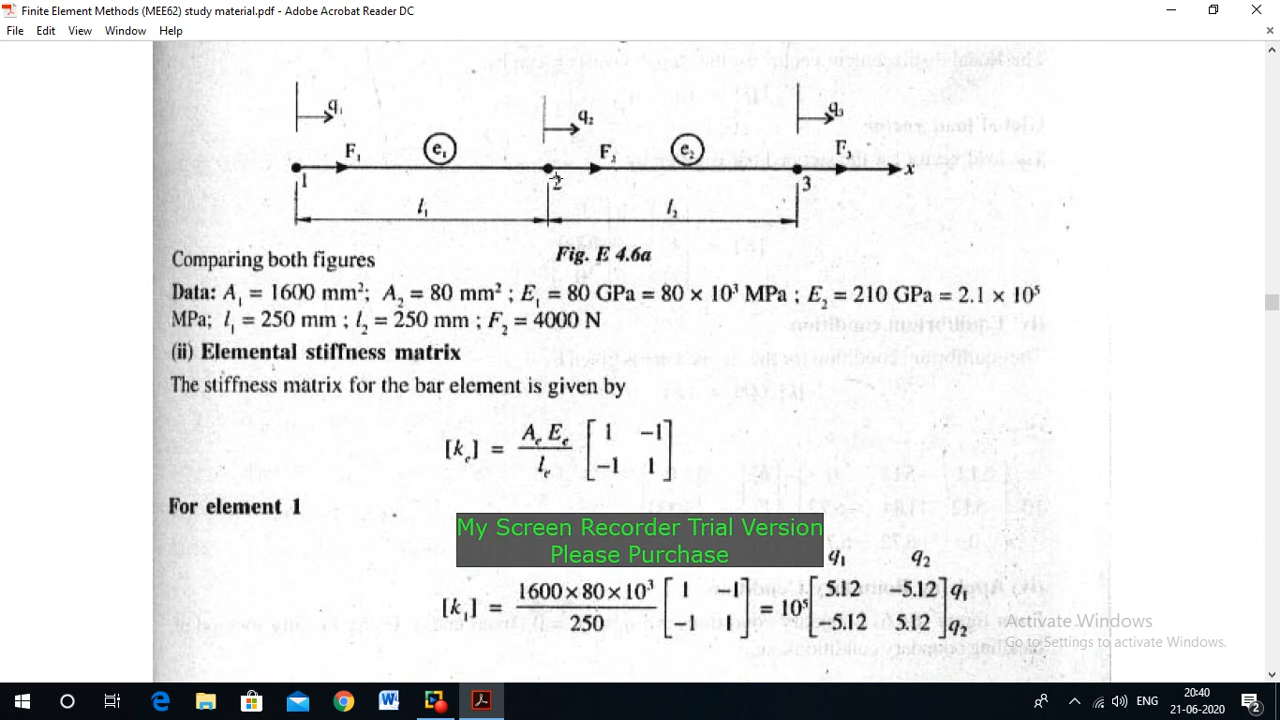 Finite Element Methods (MEE62) study material.pdf - Adobe Acrobat Reader DC
File Edit View Window Help
q₁ q₂ q₃
F₁ e₁ F₂ e₂ F₃ x
1 2 3
l₁ l₂
Fig. E 4.6a
Comparing both figures
Data: A₁ = 1600 mm²; A₂ = 80 mm² ; E₁ = 80 GPa = 80 × 10³ MPa ; E₂ = 210 GPa = 2.1 × 10⁵
MPa; l₁ = 250 mm ; l₂ = 250 mm ; F₂ = 4000 N
(ii) Elemental stiffness matrix
The stiffness matrix for the bar element is given by
[kₑ] = Aₑ Eₑ / lₑ [ 1 −1 ; −1 1 ]
For element 1
My Screen Recorder Trial Version
Please Purchase
q₁ q₂
[k₁] = 1600 × 80 × 10³ / 250 [ 1 −1 ; −1 1 ] = 10⁵ [ 5.12 −5.12 ; −5.12 5.12 ] q₁ q₂
Activate Windows
Go to Settings to activate Windows.
ENG
20:40
21-06-2020
2